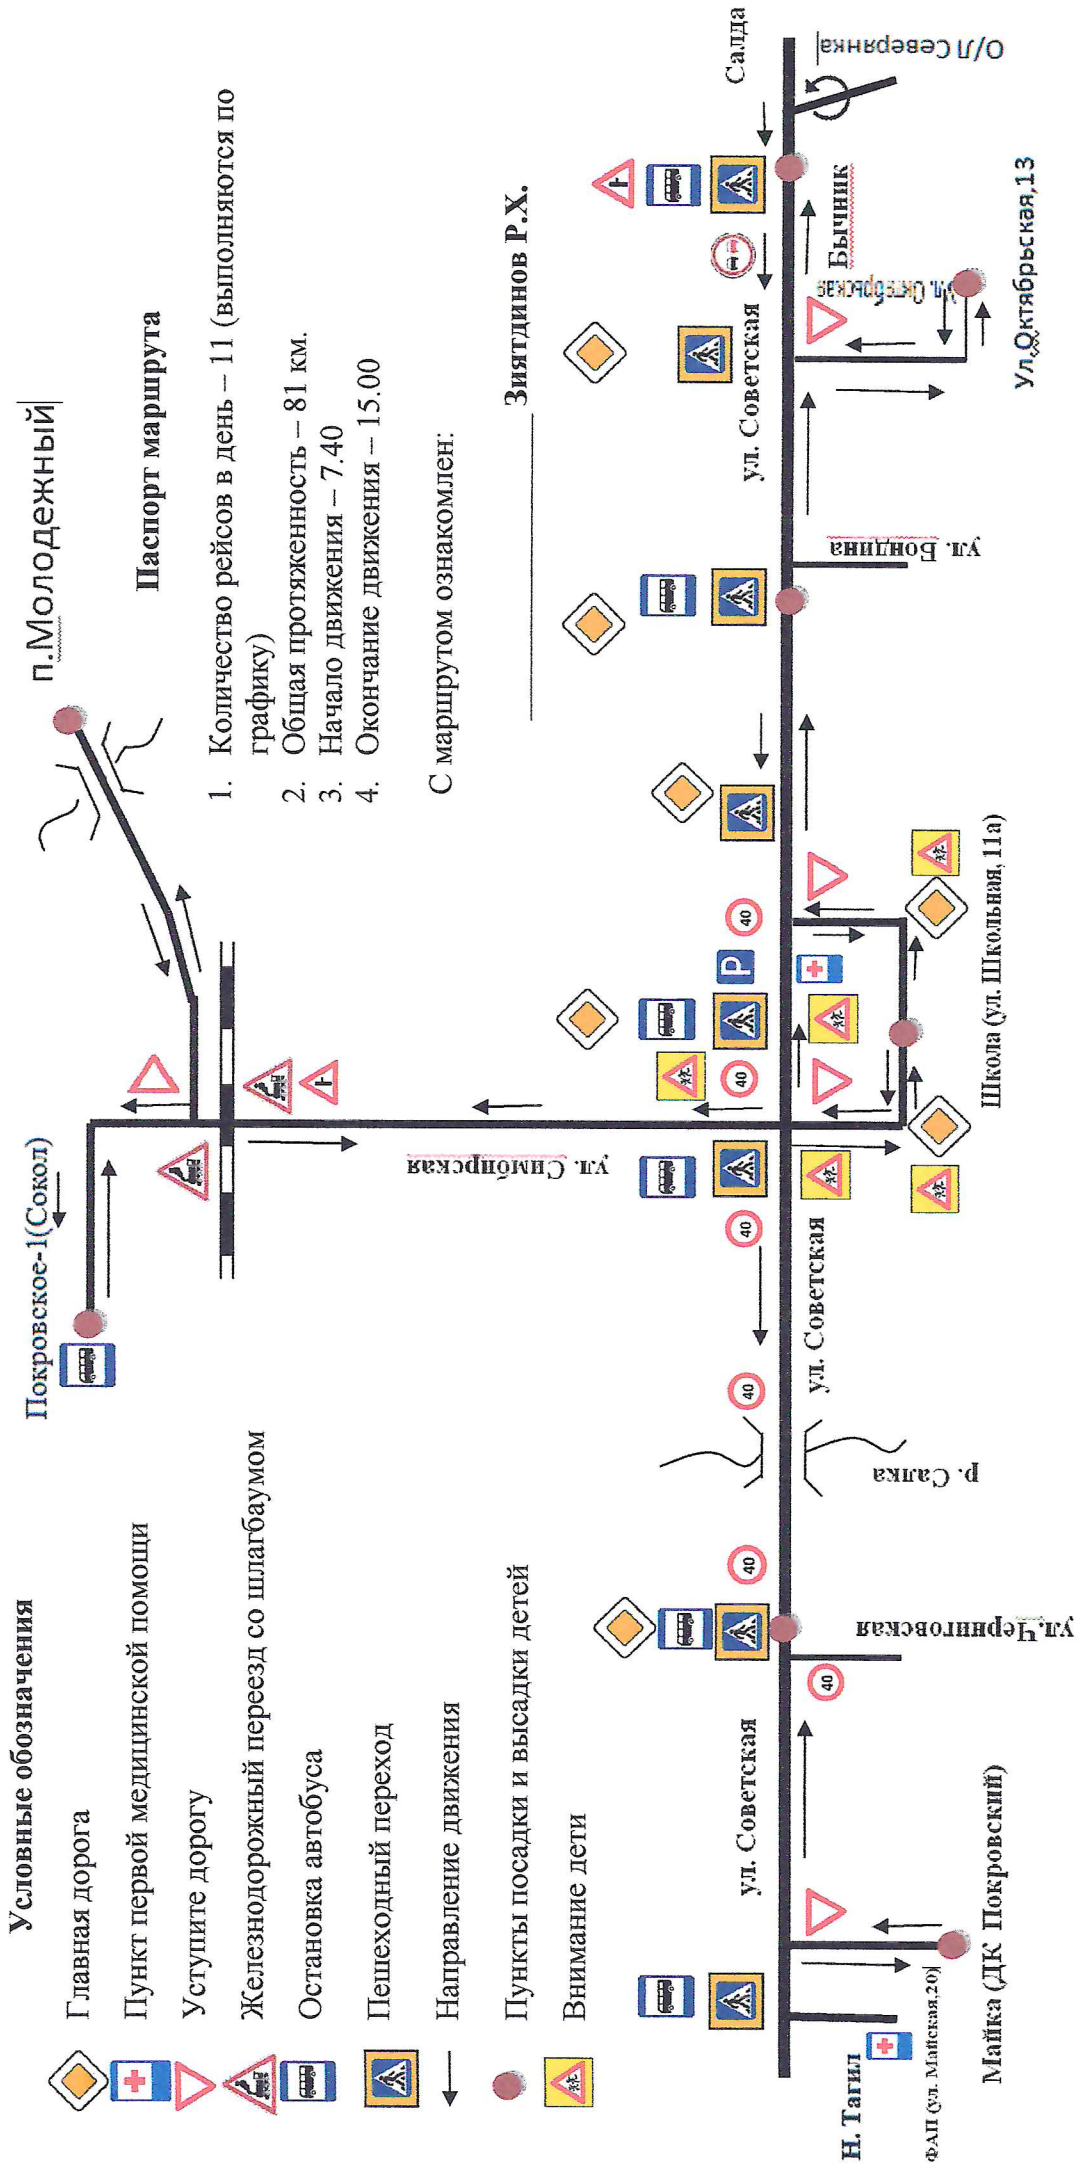 Условные обозначения
Главная дорога
Пункт первой медицинской помощи
Уступите дорогу
Железнодорожный переезд со шлагбаумом
Остановка автобуса
Пешеходный переход
Направление движения
Пункты посадки и высадки детей
Внимание дети
Покровское-1(Сокол)
п.Молодежный
Паспорт маршрута
1. Количество рейсов в день – 11 (выполняются по
графику)
2. Общая протяженность – 81 км.
3. Начало движения – 7.40
4. Окончание движения – 15.00
С маршрутом ознакомлен:
Зиятдинов Р.Х.
ул. Симбирская
40
40
40
40
40
40
P
ул. Советская
ул. Советская
ул. Советская
Салда
Н. Тагил
ФАП (ул. Майская,20)
Майка (ДК Покровский)
ул.Черниговская
40
р. Салка
Школа (ул. Школьная, 11а)
ул. Бондина
ул. Октябрьская
Ул.Октябрьская,13
Бычник
О/Л Северянка